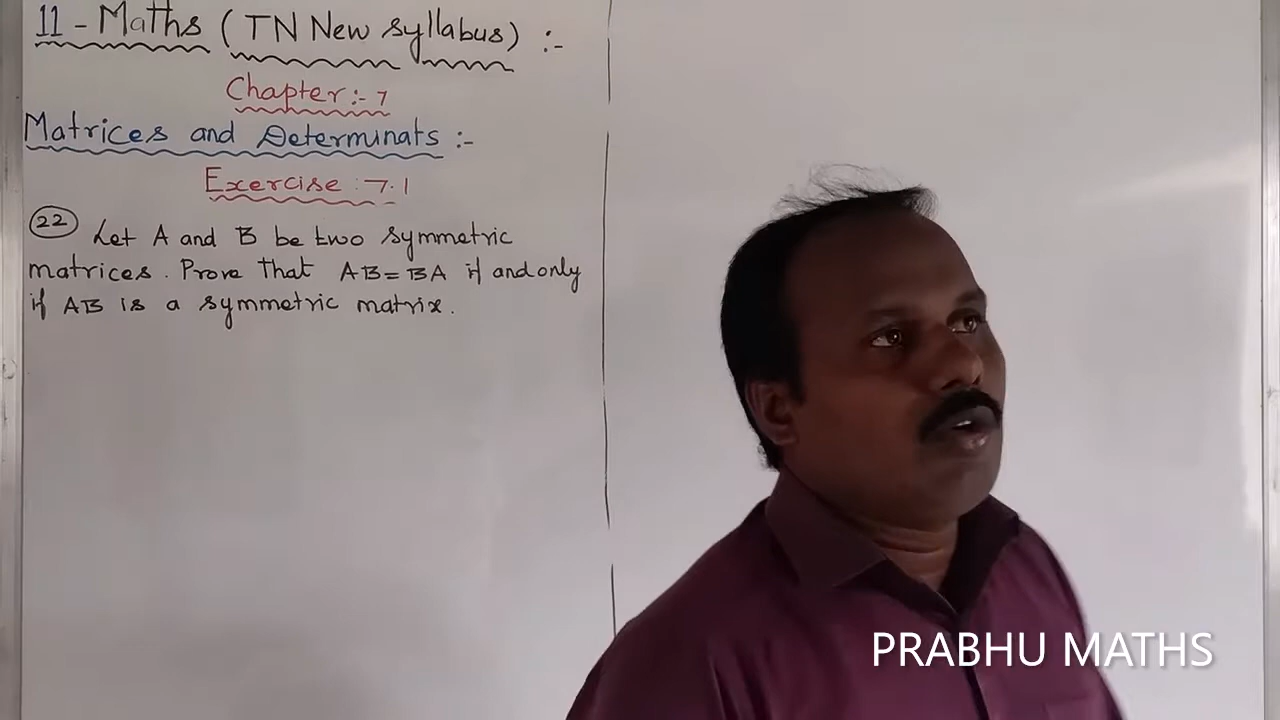 11 - Maths ( TN New Syllabus) :-
Chapter :- 7
Matrices and Determinats :-
Exercise : 7.1
22 Let A and B be two symmetric
matrices. Prove that AB = BA if and only
if AB is a symmetric matrix.
PRABHU MATHS